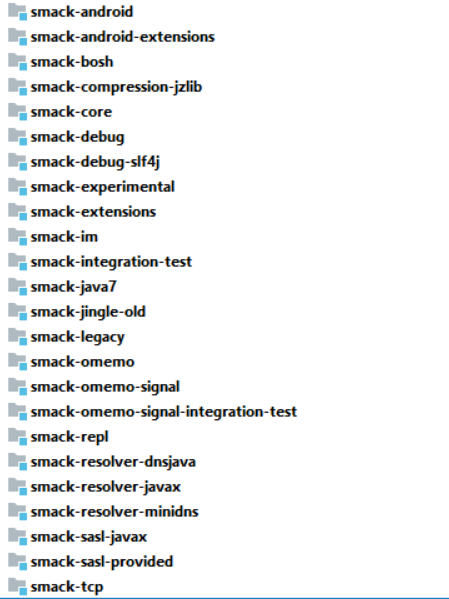 smack-android
smack-android-extensions
smack-bosh
smack-compression-jzlib
smack-core
smack-debug
smack-debug-slf4j
smack-experimental
smack-extensions
smack-im
smack-integration-test
smack-java7
smack-jingle-old
smack-legacy
smack-omemo
smack-omemo-signal
smack-omemo-signal-integration-test
smack-repl
smack-resolver-dnsjava
smack-resolver-javax
smack-resolver-minidns
smack-sasl-javax
smack-sasl-provided
smack-tcp